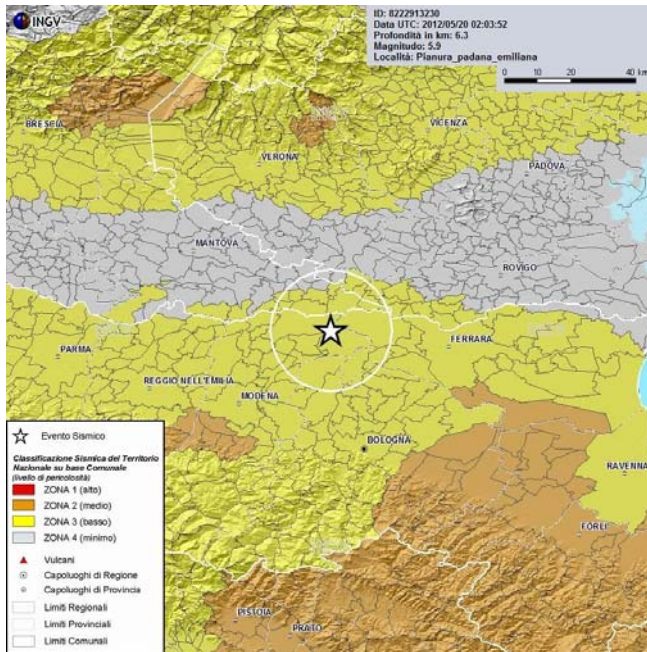 INGV
ID: 8222913230
Data UTC: 2012/05/20 02:03:52
Profondità in km: 6.3
Magnitudo: 5.9
Località: Pianura_padana_emiliana
0 10 20 40 km
BRESCIA
VICENZA
VERONA
PADOVA
MANTOVA
ROVIGO
PARMA
FERRARA
REGGIO NELL'EMILIA
MODENA
BOLOGNA
RAVENNA
FORLI
PISTOIA
PRATO
Evento Sismico
Classificazione Sismica del Territorio
Nazionale su base Comunale
(livello di pericolosità)
ZONA 1 (alto)
ZONA 2 (medio)
ZONA 3 (basso)
ZONA 4 (minimo)
Vulcani
Capoluoghi di Regione
Capoluoghi di Provincia
Limiti Regionali
Limiti Provinciali
Limiti Comunali